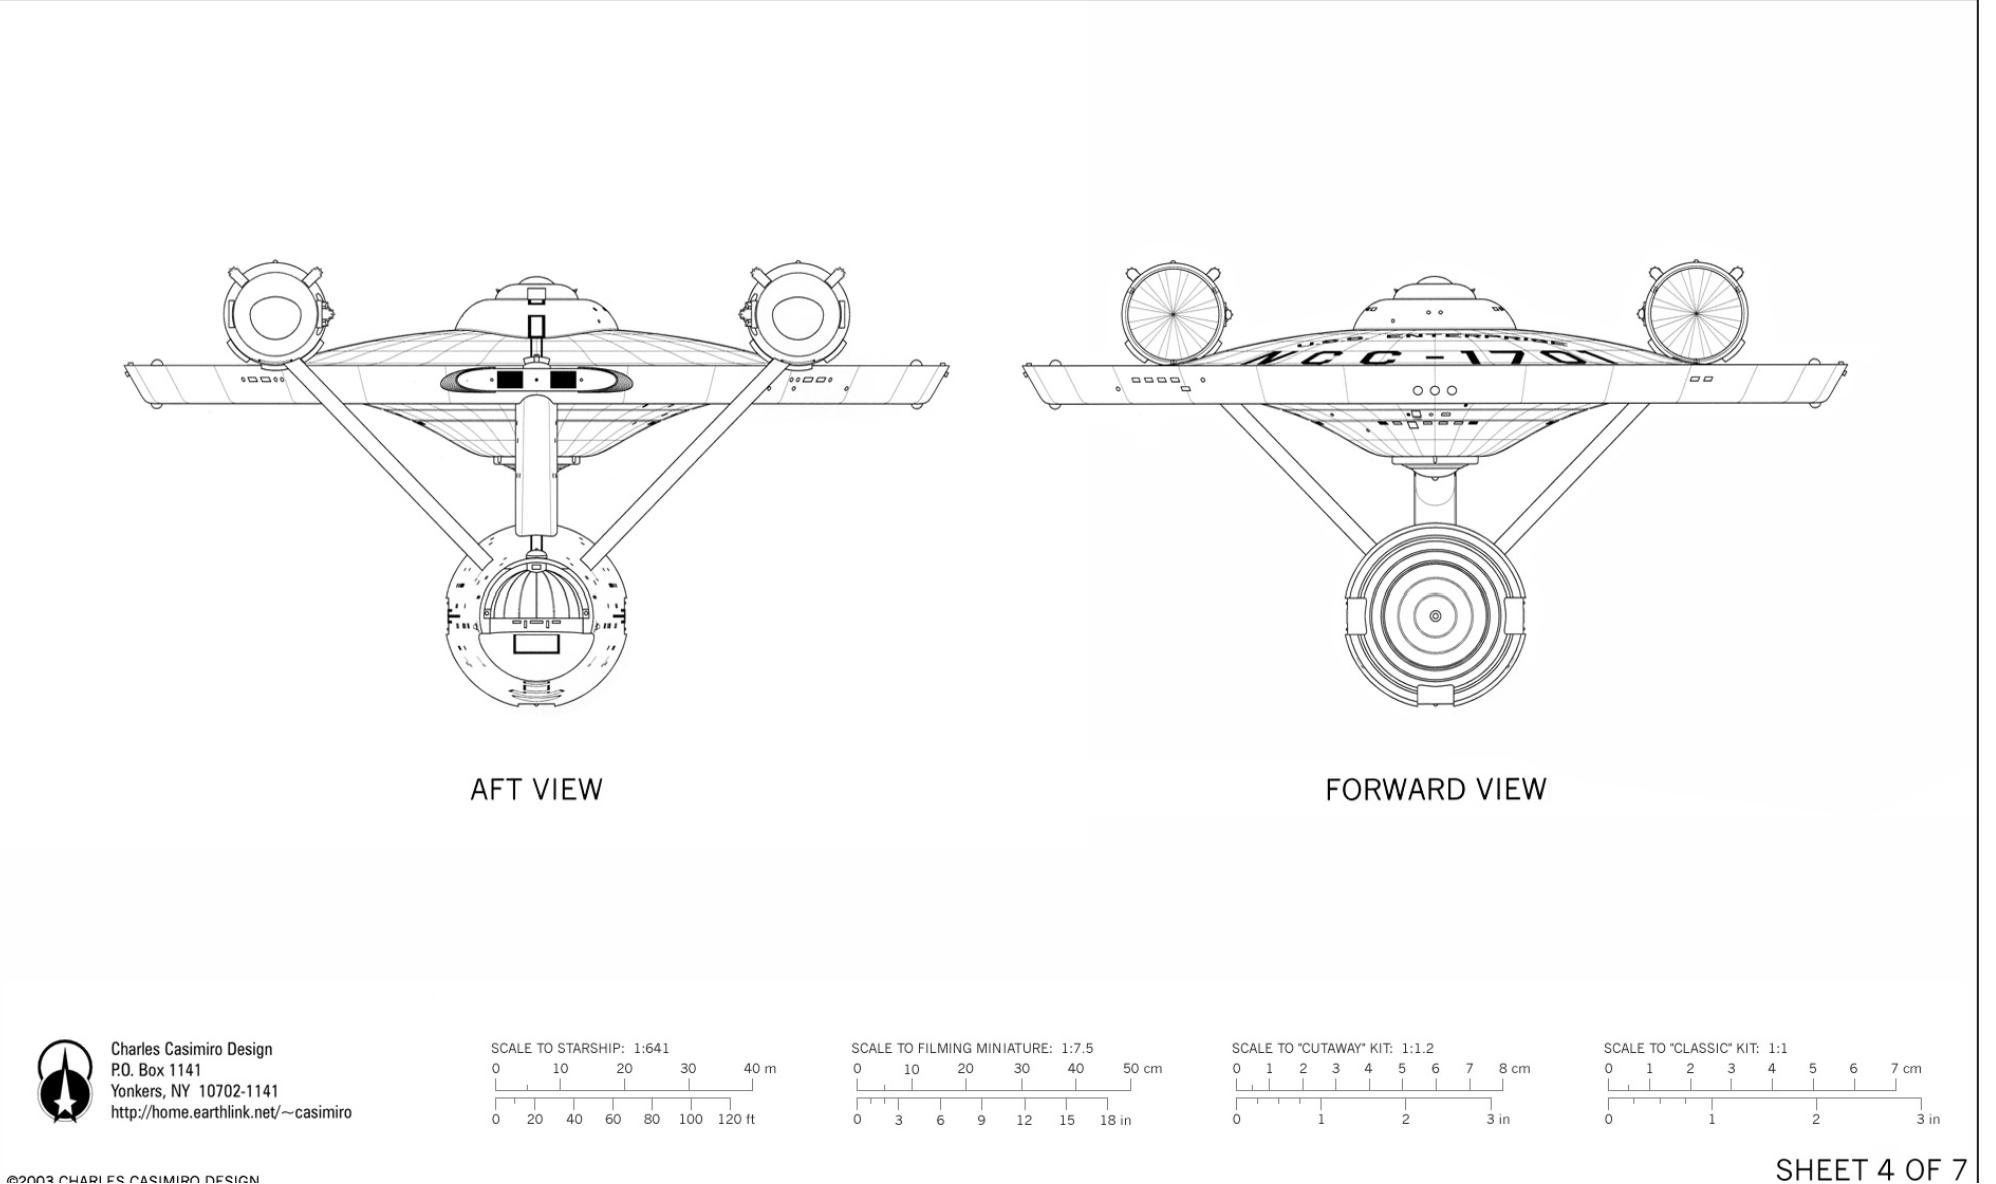 U.S.S ENTERPRISE
NCC-1701
AFT VIEW
FORWARD VIEW
Charles Casimiro Design
P.O. Box 1141
Yonkers, NY 10702-1141
http://home.earthlink.net/~casimiro
SCALE TO STARSHIP: 1:641
0 10 20 30 40 m
0 20 40 60 80 100 120 ft
SCALE TO FILMING MINIATURE: 1:7.5
0 10 20 30 40 50 cm
0 3 6 9 12 15 18 in
SCALE TO "CUTAWAY" KIT: 1:1.2
0 1 2 3 4 5 6 7 8 cm
0 1 2 3 in
SCALE TO "CLASSIC" KIT: 1:1
0 1 2 3 4 5 6 7 cm
0 1 2 3 in
SHEET 4 OF 7
©2003 CHARLES CASIMIRO DESIGN